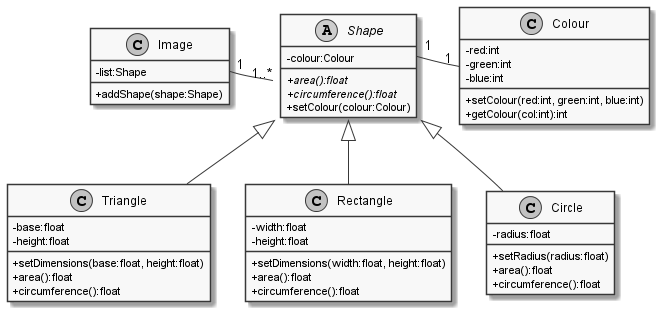 C Image
-list:Shape
+addShape(shape:Shape)
1
1..*
A Shape
-colour:Colour
+area():float
+circumference():float
+setColour(colour:Colour)
1
1
C Colour
-red:int
-green:int
-blue:int
+setColour(red:int, green:int, blue:int)
+getColour(col:int):int
C Triangle
-base:float
-height:float
+setDimensions(base:float, height:float)
+area():float
+circumference():float
C Rectangle
-width:float
-height:float
+setDimensions(width:float, height:float)
+area():float
+circumference():float
C Circle
-radius:float
+setRadius(radius:float)
+area():float
+circumference():float